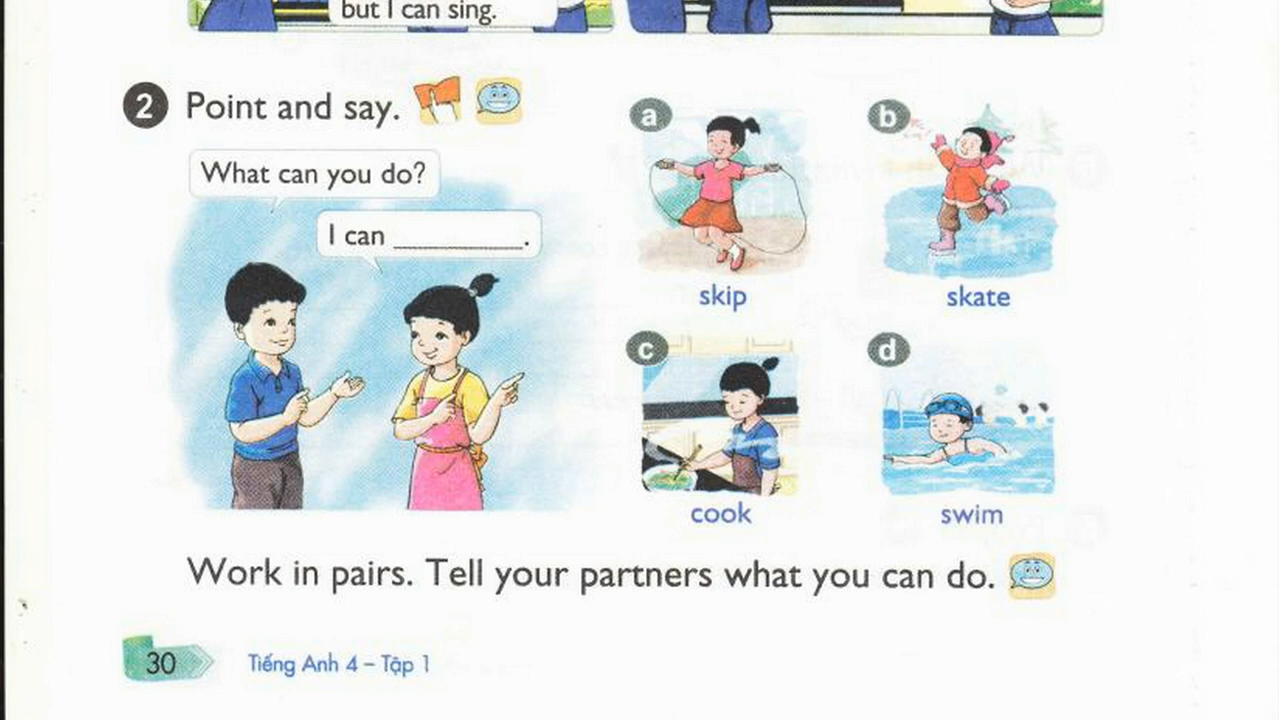 but I can sing.
2 Point and say.
What can you do?
I can __________.
a
skip
b
skate
c
cook
d
swim
Work in pairs. Tell your partners what you can do.
30 Tiếng Anh 4 – Tập 1